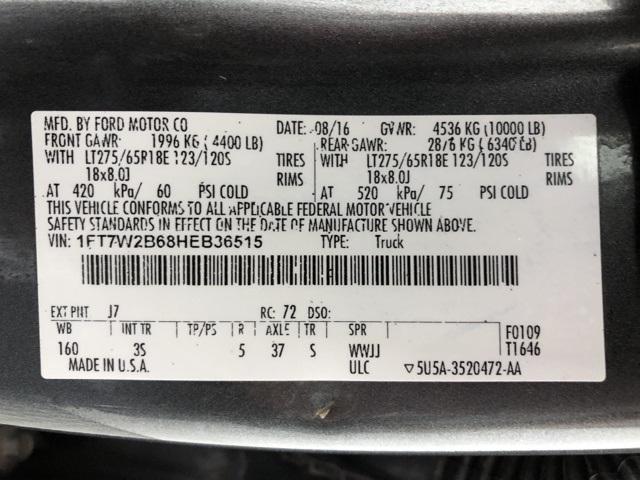 MFD. BY FORD MOTOR CO DATE: 08/16 GVWR: 4536 KG (10000 LB)
FRONT GAWR: 1996 KG (4400 LB) REAR GAWR: KG (6340 LB)
WITH LT275/65R18E 123/120S TIRES WITH LT275/65R18E 123/120S TIRES
18x8.0J RIMS 18x8.0J RIMS
AT 420 kPa/ 60 PSI COLD AT 520 kPa/ 75 PSI COLD
THIS VEHICLE CONFORMS TO ALL APPLICABLE FEDERAL MOTOR VEHICLE
SAFETY STANDARDS IN EFFECT ON THE DATE OF MANUFACTURE SHOWN ABOVE.
VIN: 1FT7W2B68HEB36515 TYPE: Truck
EXT PNT J7 RC: 72 DSO:
WB INT TR TP/PS R AXLE TR SPR F0109
160 3S 5 37 S WWJJ T1646
MADE IN U.S.A. ULC ▽5U5A-3520472-AA